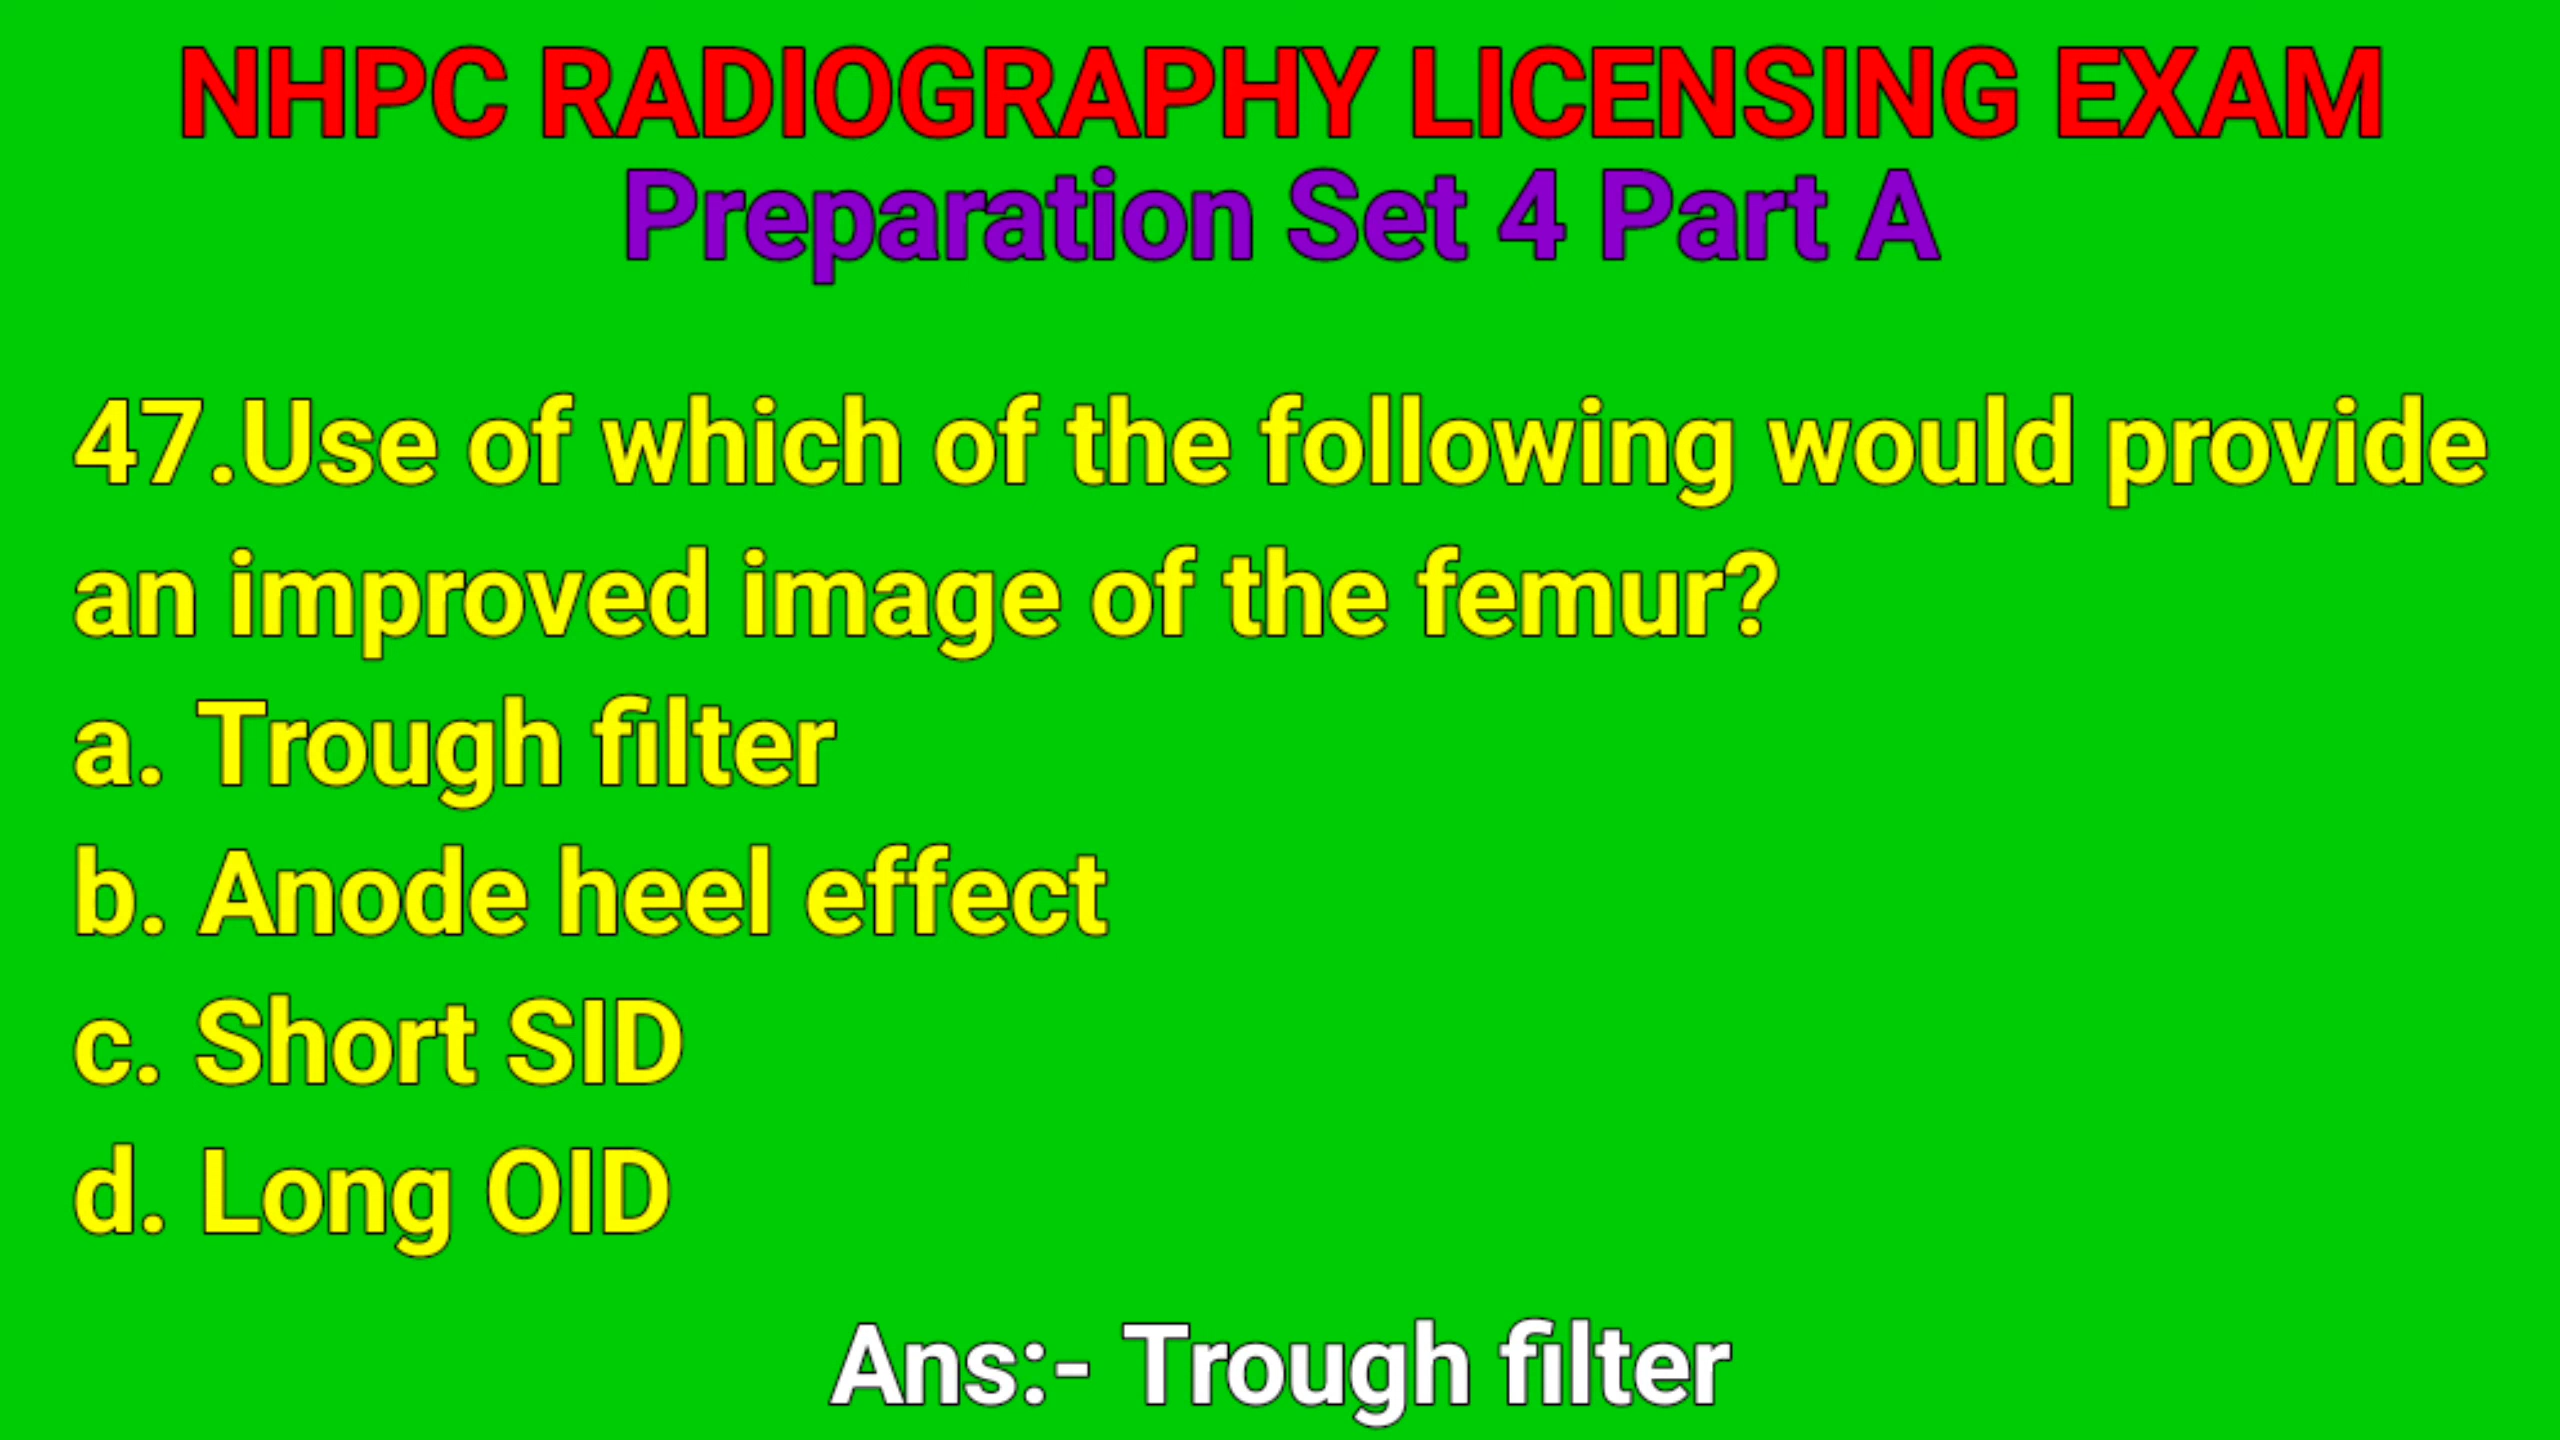 NHPC RADIOGRAPHY LICENSING EXAM
Preparation Set 4 Part A
47.Use of which of the following would provide
an improved image of the femur?
a. Trough filter
b. Anode heel effect
c. Short SID
d. Long OID
Ans:- Trough filter